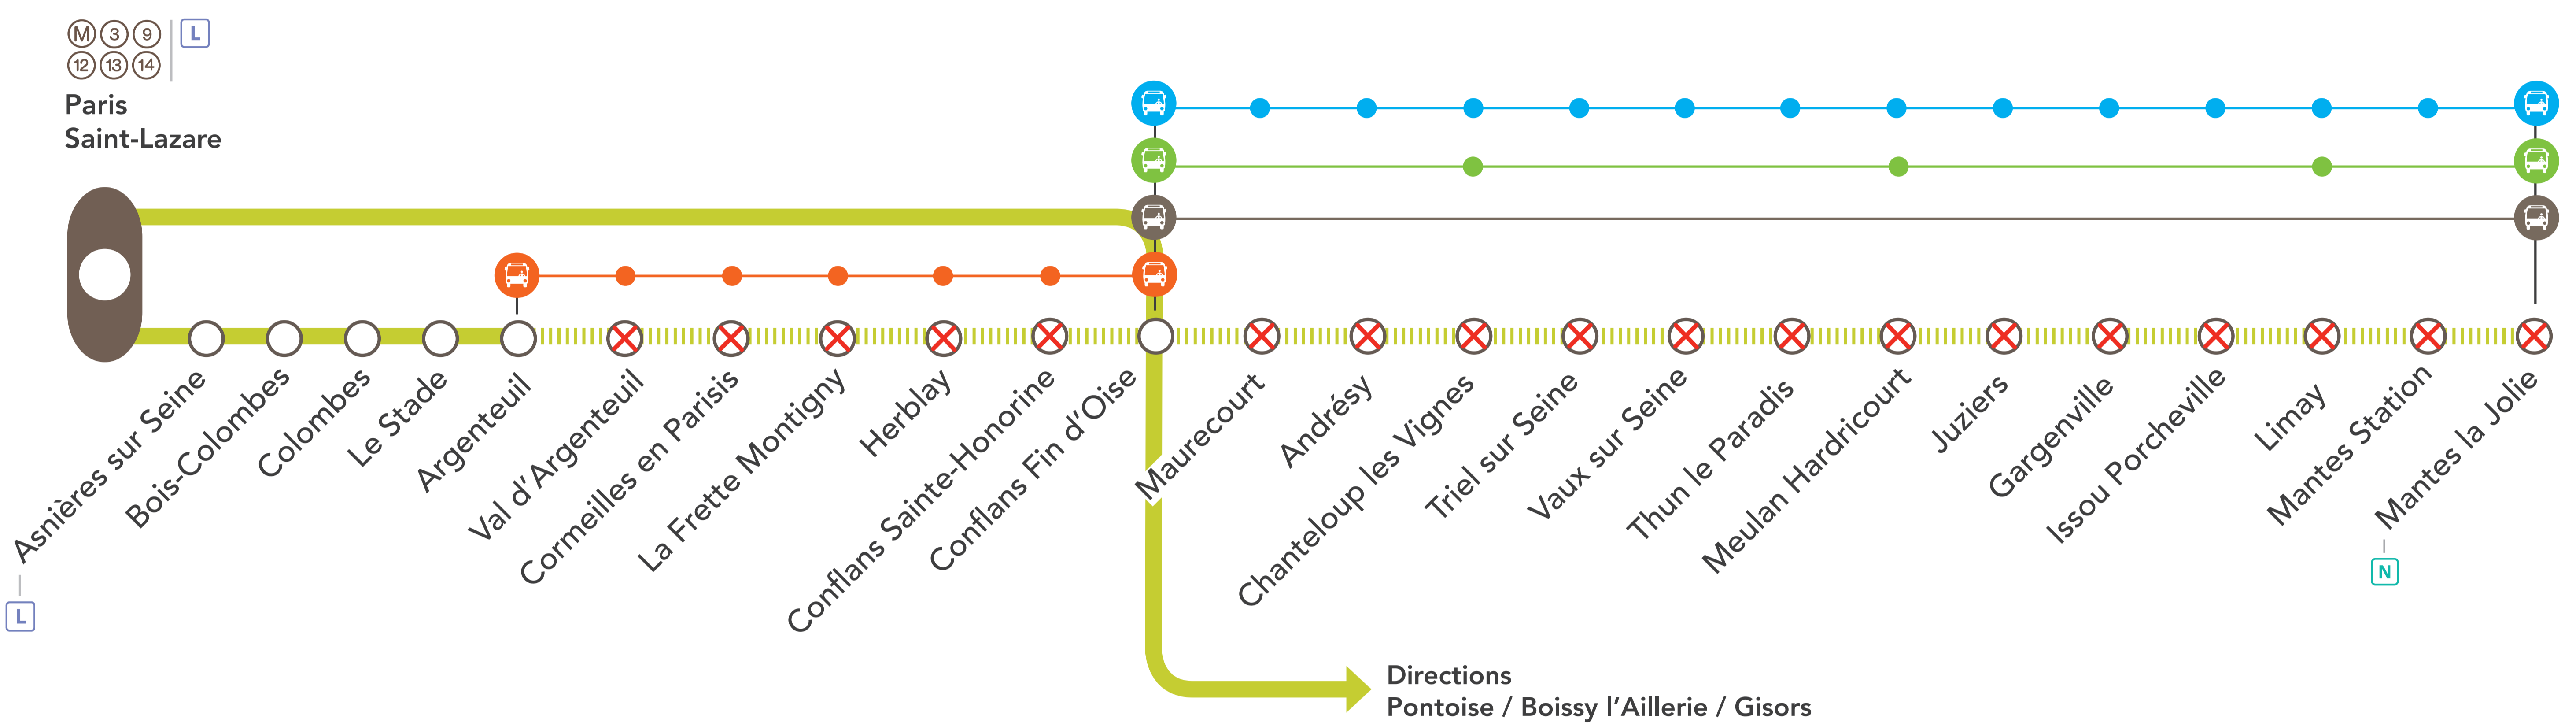 M 3 9 L
12 13 14
Paris
Saint-Lazare
Asnières sur Seine
L
Bois-Colombes
Colombes
Le Stade
Argenteuil
Val d'Argenteuil
Cormeilles en Parisis
La Frette Montigny
Herblay
Conflans Sainte-Honorine
Conflans Fin d'Oise
Maurecourt
Andrésy
Chanteloup les Vignes
Triel sur Seine
Vaux sur Seine
Thun le Paradis
Meulan Hardricourt
Juziers
Gargenville
Issou Porcheville
Limay
Mantes Station
Mantes la Jolie
N
Directions
Pontoise / Boissy l'Aillerie / Gisors